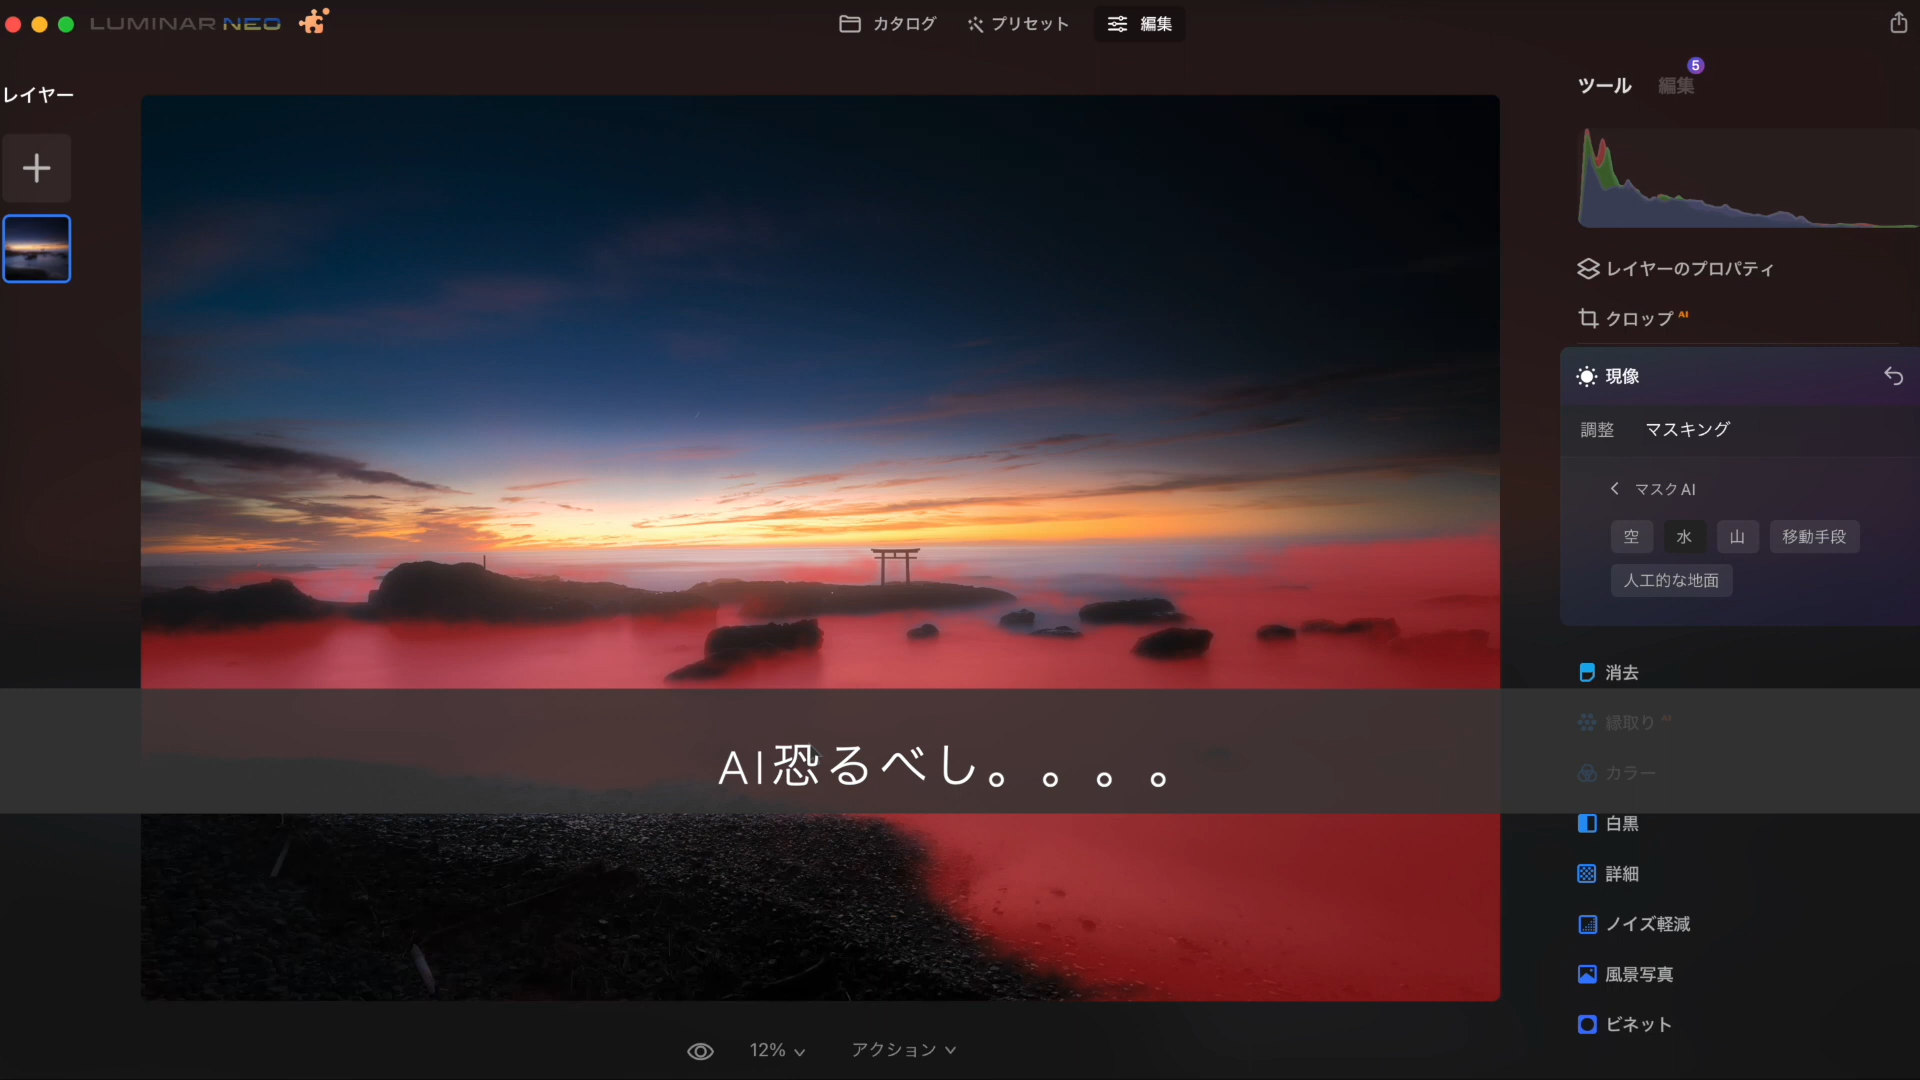 LUMINAR NEO
カタログ
プリセット
編集
レイヤー
ツール
編集
5
レイヤーのプロパティ
クロップ AI
現像
調整
マスキング
マスク AI
空
水
山
移動手段
人工的な地面
消去
縁取り AI
カラー
AI恐るべし。。。。
白黒
詳細
ノイズ軽減
風景写真
ビネット
12%
アクション